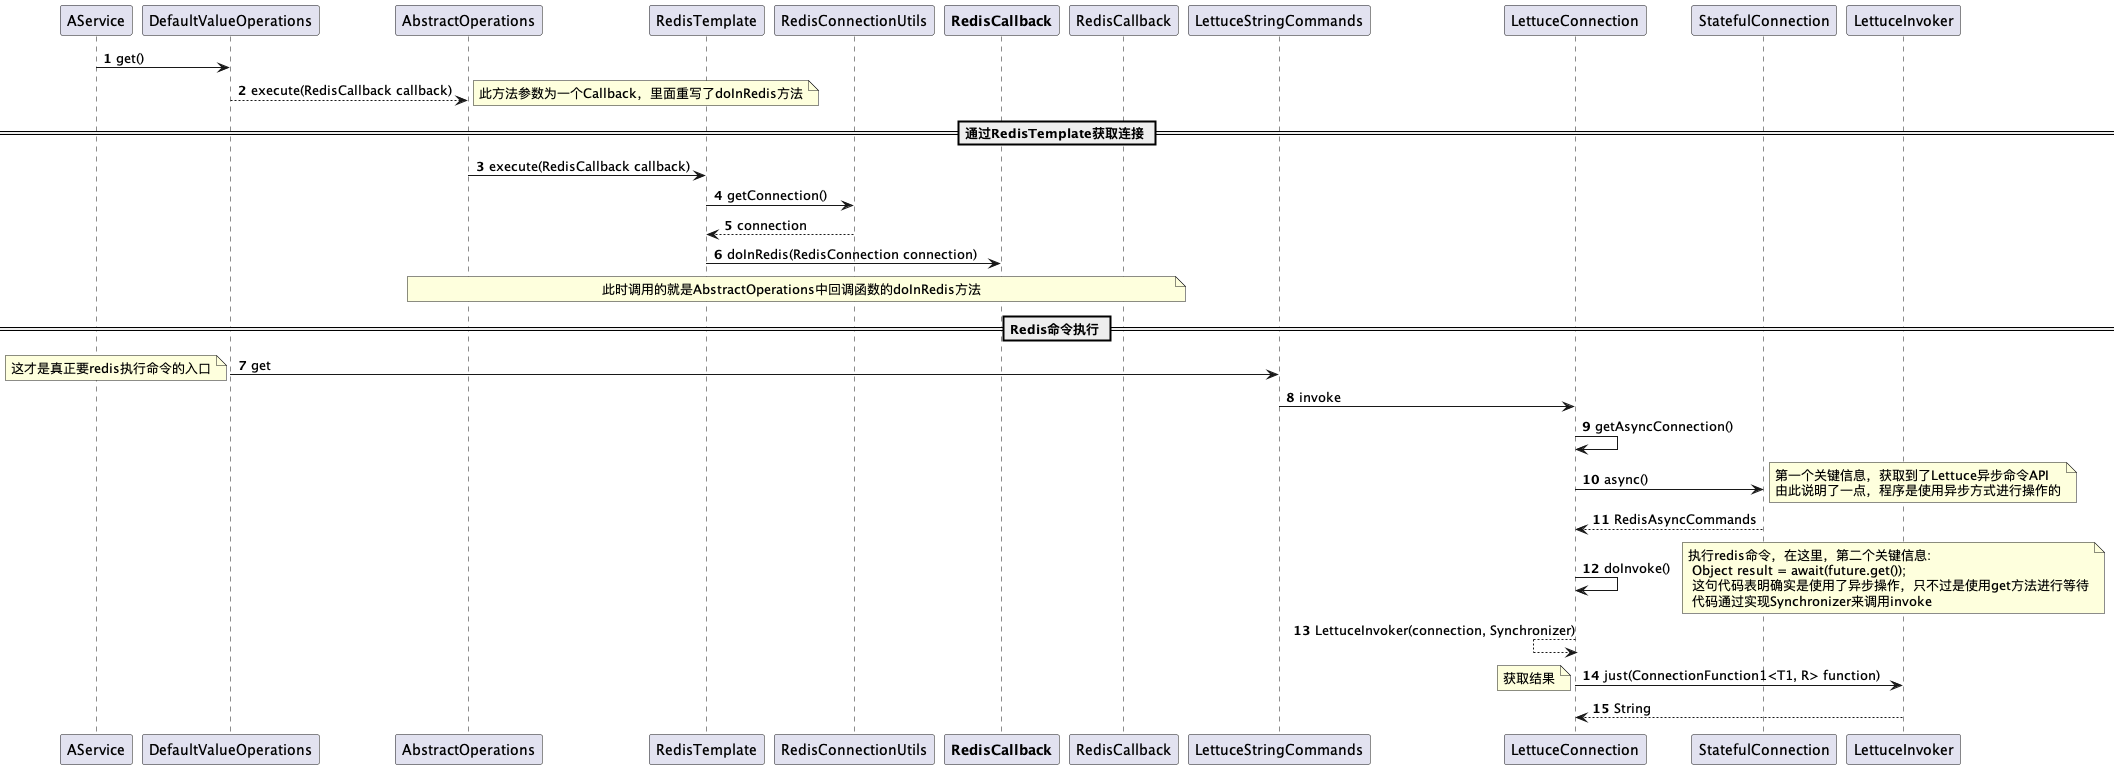 AService
DefaultValueOperations
AbstractOperations
RedisTemplate
RedisConnectionUtils
RedisCallback
RedisCallback
LettuceStringCommands
LettuceConnection
StatefulConnection
LettuceInvoker
1 get()
2 execute(RedisCallback callback)
此方法参数为一个Callback，里面重写了doInRedis方法
通过RedisTemplate获取连接
3 execute(RedisCallback callback)
4 getConnection()
5 connection
6 doInRedis(RedisConnection connection)
此时调用的就是AbstractOperations中回调函数的doInRedis方法
Redis命令执行
这才是真正要redis执行命令的入口
7 get
8 invoke
9 getAsyncConnection()
10 async()
第一个关键信息，获取到了Lettuce异步命令API
由此说明了一点，程序是使用异步方式进行操作的
11 RedisAsyncCommands
12 doInvoke()
执行redis命令，在这里，第二个关键信息:
Object result = await(future.get());
这句代码表明确实是使用了异步操作，只不过是使用get方法进行等待
代码通过实现Synchronizer来调用invoke
13 LettuceInvoker(connection, Synchronizer)
获取结果
14 just(ConnectionFunction1<T1, R> function)
15 String
AService
DefaultValueOperations
AbstractOperations
RedisTemplate
RedisConnectionUtils
RedisCallback
RedisCallback
LettuceStringCommands
LettuceConnection
StatefulConnection
LettuceInvoker